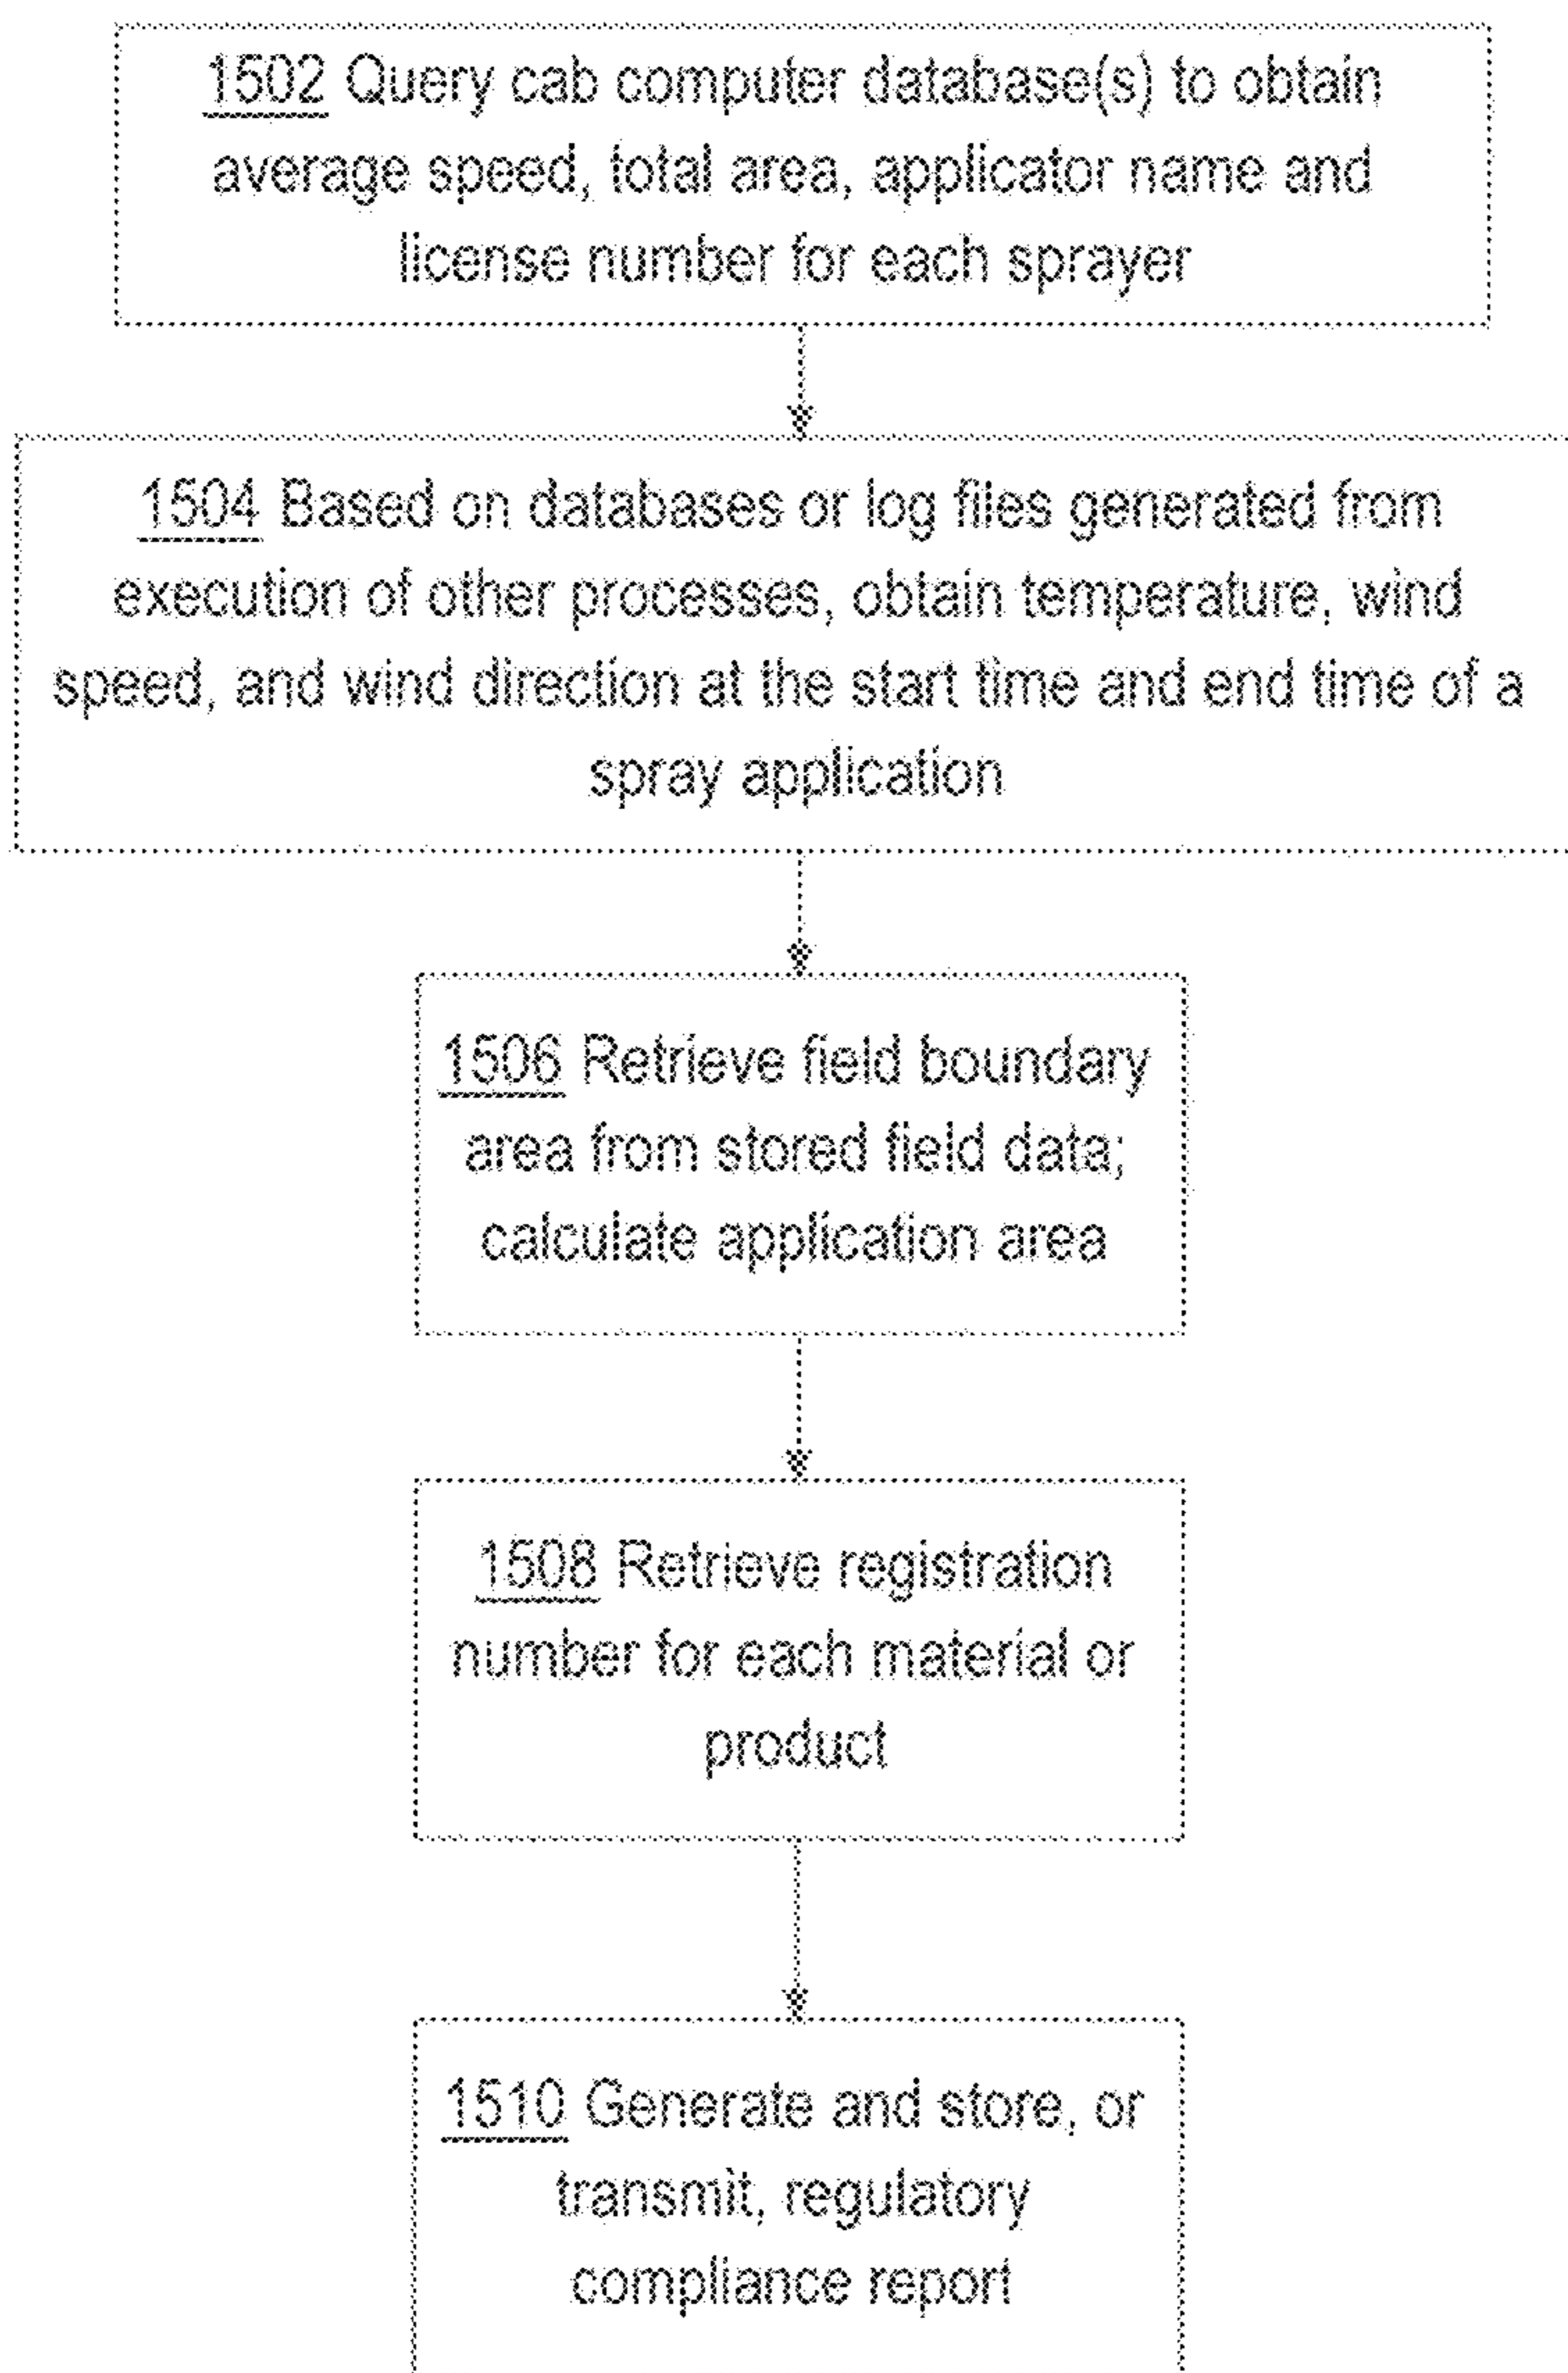 1502 Query cab computer database(s) to obtain
average speed, total area, applicator name and
license number for each sprayer
1504 Based on databases or log files generated from
execution of other processes, obtain temperature, wind
speed, and wind direction at the start time and end time of a
spray application
1506 Retrieve field boundary
area from stored field data;
calculate application area
1508 Retrieve registration
number for each material or
product
1510 Generate and store, or
transmit, regulatory
compliance report